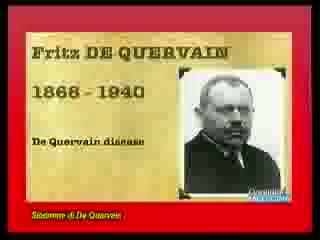 Fritz DE QUERVAIN
1868 - 1940
De Quervain disease
Sindrome di De Quervain